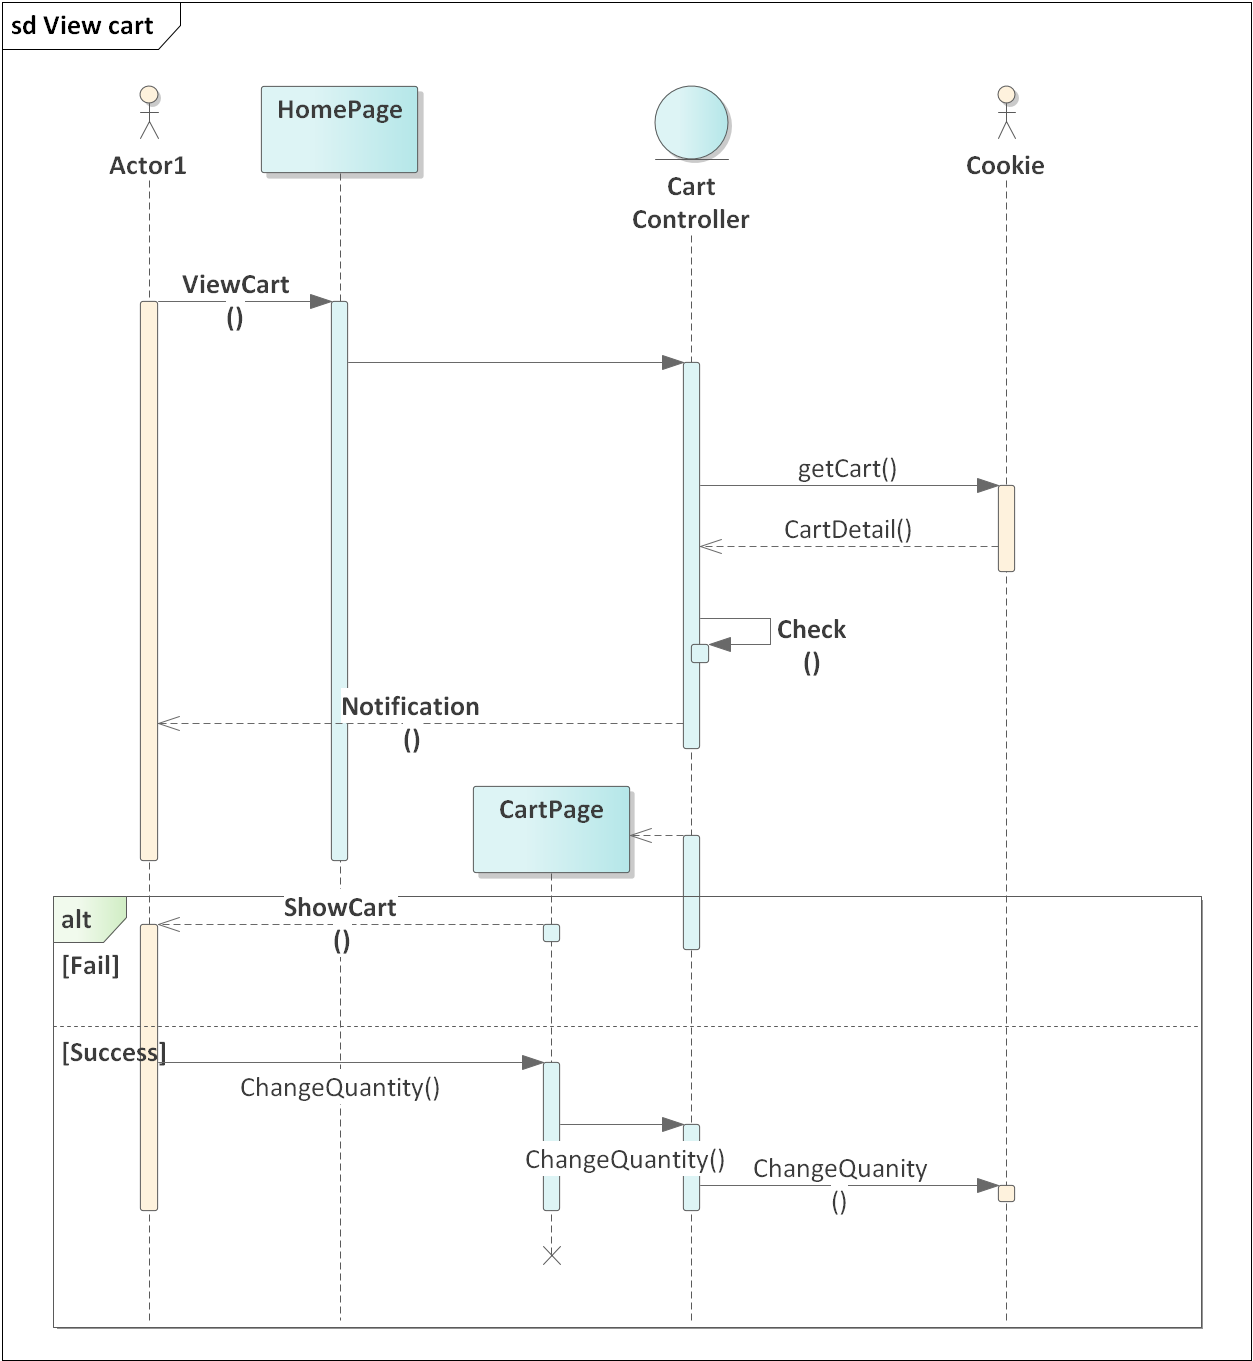 sd View cart
Actor1
HomePage
Cart
Controller
Cookie
ViewCart
()
getCart()
CartDetail()
Check
()
Notification
()
CartPage
alt
ShowCart
()
[Fail]
[Success]
ChangeQuantity()
ChangeQuantity()
ChangeQuanity
()